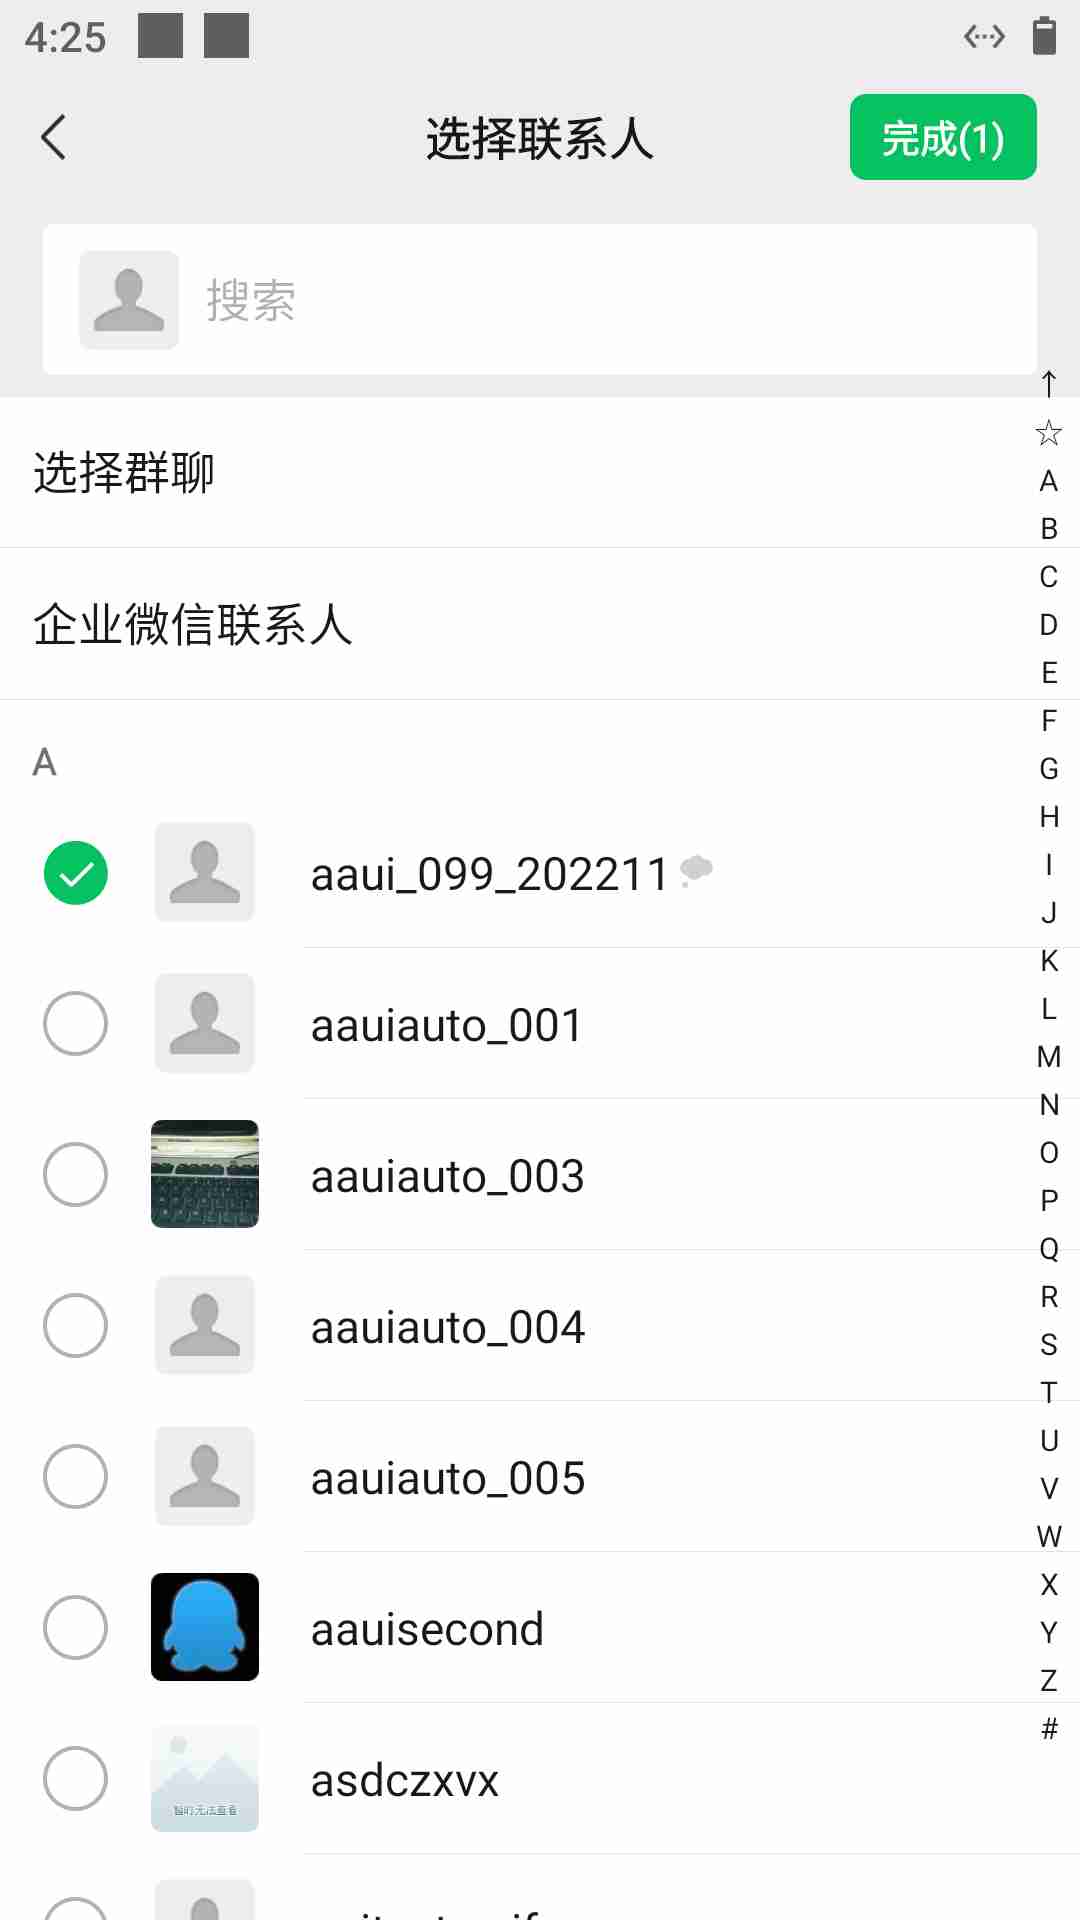 4:25
选择联系人
完成(1)
搜索
↑
☆
选择群聊
A
B
C
企业微信联系人
D
E
F
A
G
H
aaui_099_202211
I
J
K
aauiauto_001
L
M
N
aauiauto_003
O
P
Q
R
aauiauto_004
S
T
U
aauiauto_005
V
W
X
aauisecond
Y
Z
#
asdczxvx
暂时无法查看